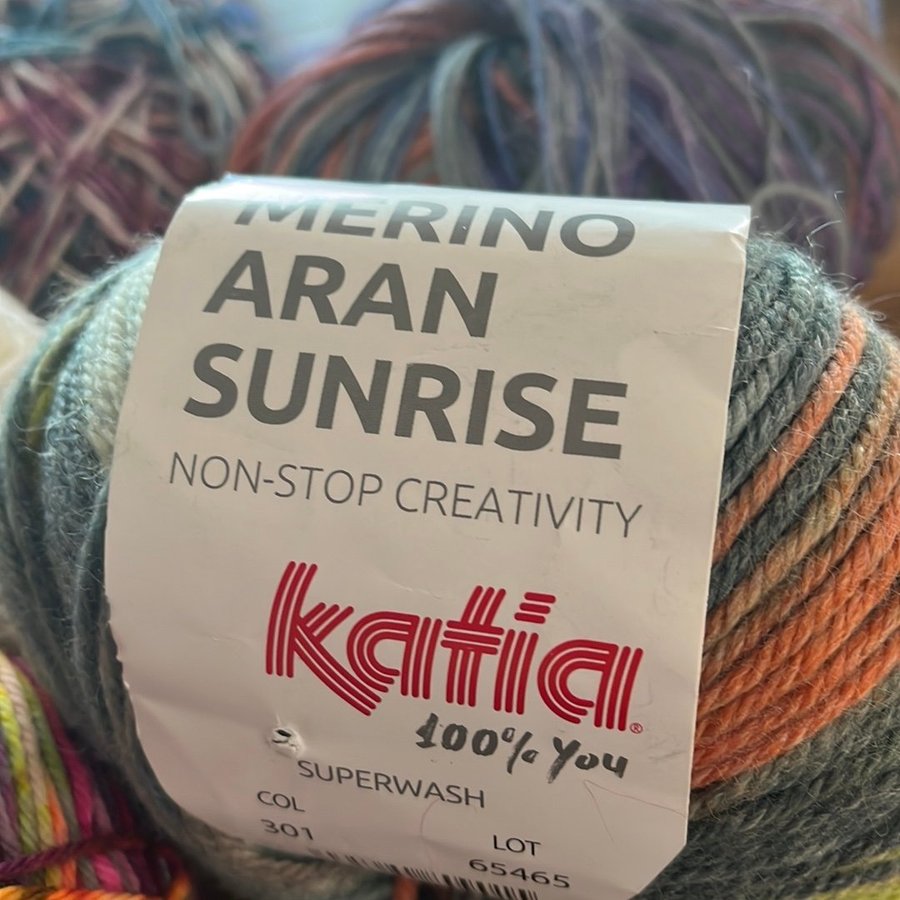 MERINO
ARAN
SUNRISE
NON-STOP CREATIVITY
katia®
100% You
SUPERWASH
COL
301
LOT
65465